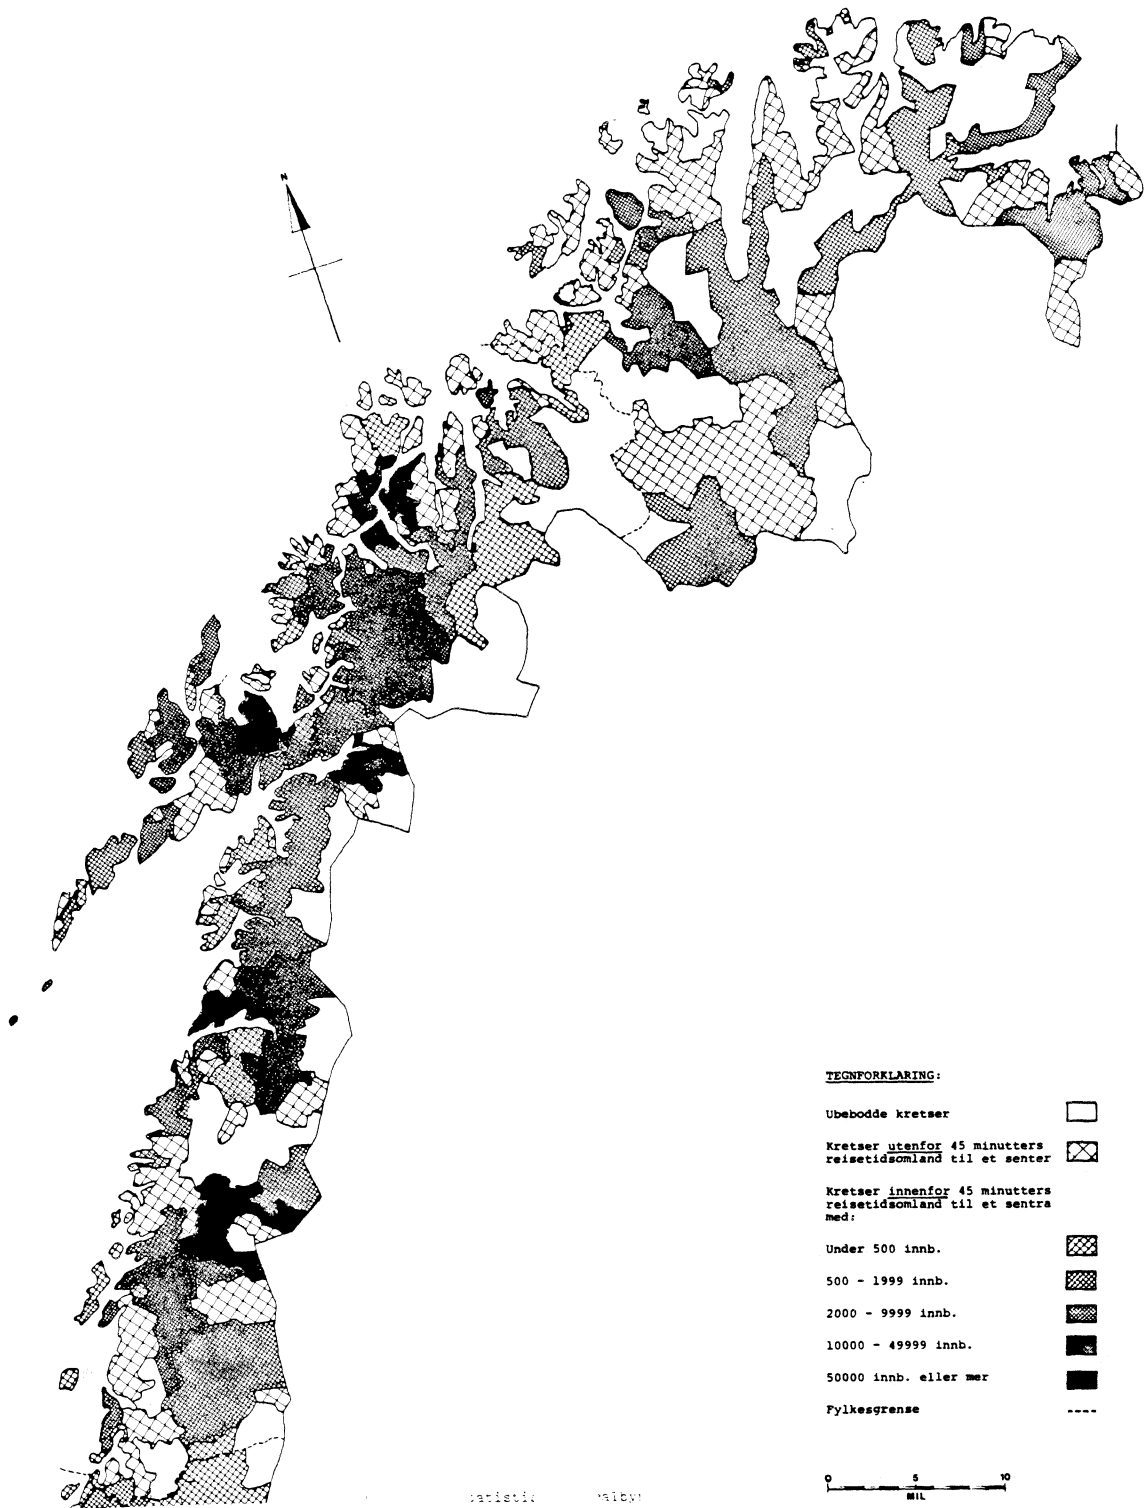 N
TEGNFORKLARING:
Ubebodde kretser
Kretser utenfor 45 minutters
reisetidsomland til et senter
Kretser innenfor 45 minutters
reisetidsomland til et sentra
med:
Under 500 innb.
500 - 1999 innb.
2000 - 9999 innb.
10000 - 49999 innb.
50000 innb. eller mer
Fylkesgrense
0 5 10
MIL